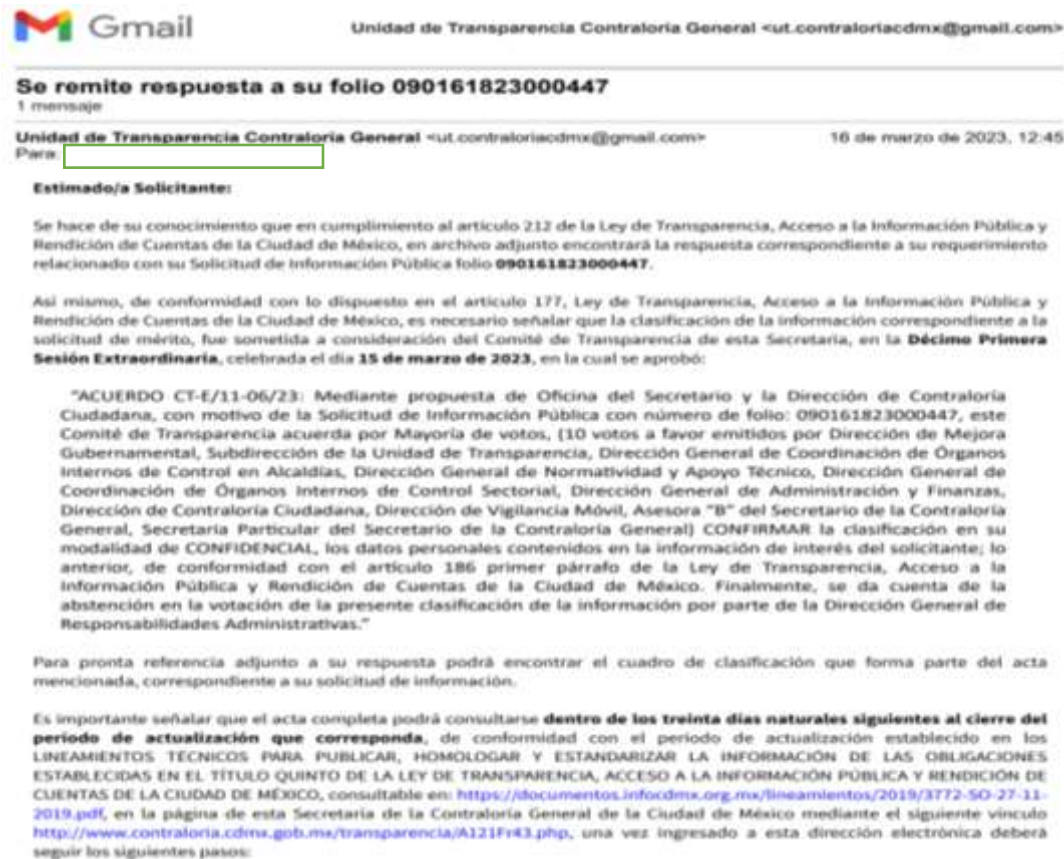 Gmail
Unidad de Transparencia Contraloría General <ut.contraloriacdmx@gmail.com>
Se remite respuesta a su folio 090161823000447
1 mensaje
Unidad de Transparencia Contraloría General <ut.contraloriacdmx@gmail.com>
16 de marzo de 2023, 12:45
Para:
Estimado/a Solicitante:
Se hace de su conocimiento que en cumplimiento al artículo 212 de la Ley de Transparencia, Acceso a la Información Pública y
Rendición de Cuentas de la Ciudad de México, en archivo adjunto encontrará la respuesta correspondiente a su requerimiento
relacionado con su Solicitud de Información Pública folio 090161823000447.
Asi mismo, de conformidad con lo dispuesto en el artículo 177, Ley de Transparencia, Acceso a la Información Pública y
Rendición de Cuentas de la Ciudad de México, es necesario señalar que la clasificación de la información correspondiente a la
solicitud de mérito, fue sometida a consideración del Comité de Transparencia de esta Secretaría, en la Décimo Primera
Sesión Extraordinaria, celebrada el día 15 de marzo de 2023, en la cual se aprobó:
"ACUERDO CT-E/11-06/23: Mediante propuesta de Oficina del Secretario y la Dirección de Contraloría
Ciudadana, con motivo de la Solicitud de Información Pública con número de folio: 090161823000447, este
Comité de Transparencia acuerda por Mayoría de votos, (10 votos a favor emitidos por Dirección de Mejora
Gubernamental, Subdirección de la Unidad de Transparencia, Dirección General de Coordinación de Órganos
Internos de Control en Alcaldías, Dirección General de Normatividad y Apoyo Técnico, Dirección General de
Coordinación de Órganos Internos de Control Sectorial, Dirección General de Administración y Finanzas,
Dirección de Contraloría Ciudadana, Dirección de Vigilancia Móvil, Asesora "B" del Secretario de la Contraloría
General, Secretaria Particular del Secretario de la Contraloría General) CONFIRMAR la clasificación en su
modalidad de CONFIDENCIAL, los datos personales contenidos en la información de interés del solicitante; lo
anterior, de conformidad con el artículo 186 primer párrafo de la Ley de Transparencia, Acceso a la
Información Pública y Rendición de Cuentas de la Ciudad de México. Finalmente, se da cuenta de la
abstención en la votación de la presente clasificación de la información por parte de la Dirección General de
Responsabilidades Administrativas."
Para pronta referencia adjunto a su respuesta podrá encontrar el cuadro de clasificación que forma parte del acta
mencionada, correspondiente a su solicitud de información.
Es importante señalar que el acta completa podrá consultarse dentro de los treinta días naturales siguientes al cierre del
periodo de actualización que corresponda, de conformidad con el periodo de actualización establecido en los
LINEAMIENTOS TÉCNICOS PARA PUBLICAR, HOMOLOGAR Y ESTANDARIZAR LA INFORMACIÓN DE LAS OBLIGACIONES
ESTABLECIDAS EN EL TÍTULO QUINTO DE LA LEY DE TRANSPARENCIA, ACCESO A LA INFORMACIÓN PÚBLICA Y RENDICIÓN DE
CUENTAS DE LA CIUDAD DE MÉXICO, consultable en: https://documentos.infocdmx.org.mx/lineamientos/2019/3772-SO-27-11-
2019.pdf, en la página de esta Secretaría de la Contraloría General de la Ciudad de México mediante el siguiente vínculo
http://www.contraloria.cdmx.gob.mx/transparencia/A121Fr43.php, una vez ingresado a esta dirección electrónica deberá
seguir los siguientes pasos: